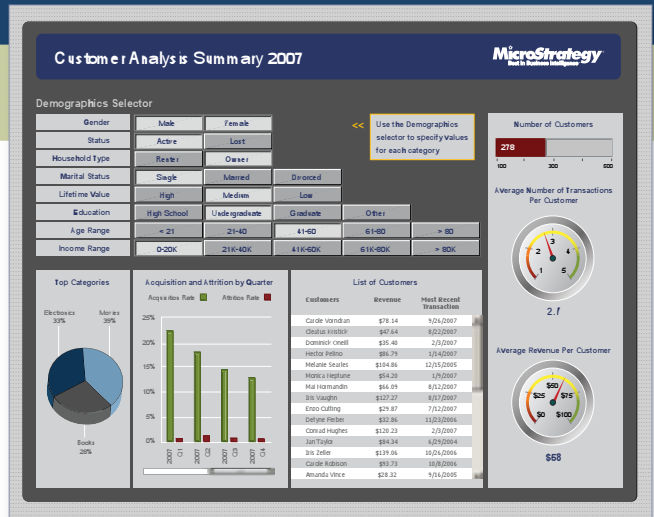 Customer Analysis Summary 2007
MicroStrategy
Best in Business Intelligence
Demographics Selector
Gender Male Female
Status Active Lost
Household Type Renter Owner
Marital Status Single Married Divorced
Lifetime Value High Medium Low
Education High School Undergraduate Graduate Other
Age Range < 21 21-40 41-60 61-80 > 80
Income Range 0-20K 21K-40K 41K-60K 61K-80K > 80K
<< Use the Demographics
selector to specify values
for each category
Number of Customers
278
100 300 500
Average Number of Transactions
Per Customer
1 2 3 4 5
Average Revenue Per Customer
$0 $25 $50 $75 $100
$68
Top Categories
Electronics
33%
Movies
39%
Books
28%
Acquisition and Attrition by Quarter
Acquisition Rate Attrition Rate
25%
20%
15%
10%
5%
0%
2007 Q1 2007 Q2 2007 Q3 2007 Q4
List of Customers
Customers Revenue Most Recent
Transaction
Carole Vorndran $78.14 9/26/2007
$47.64 8/22/2007
Dominick Oneill $35.40 2/3/2007
Hector Pelino $86.79 1/14/2007
Melanie Searles $104.86 12/15/2005
Monica Neptune $54.20 1/9/2007
Mal Hormandin $66.09 8/12/2007
Iris Vaughn $127.27 8/17/2007
Enzo Cutting $29.87 7/12/2007
Defyne Ferber $32.86 11/23/2006
Conrad Hughes $120.23 2/3/2007
Jan Taylor $84.34 6/29/2004
Iris Zeller $139.06 10/26/2006
Carole Robison $93.73 10/8/2006
Amanda Vince $28.32 9/16/2005